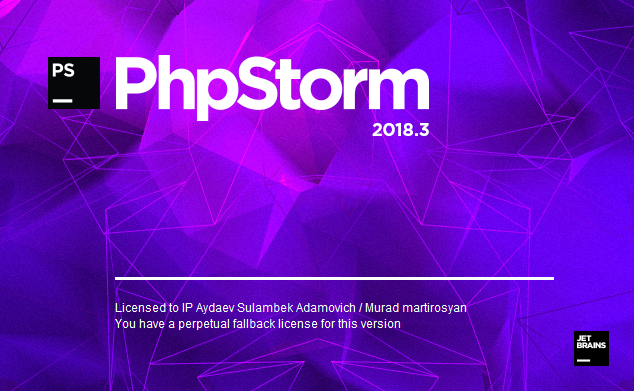 PS
PhpStorm
2018.3
Licensed to IP Aydaev Sulambek Adamovich / Murad martirosyan
You have a perpetual fallback license for this version
JET
BRAINS